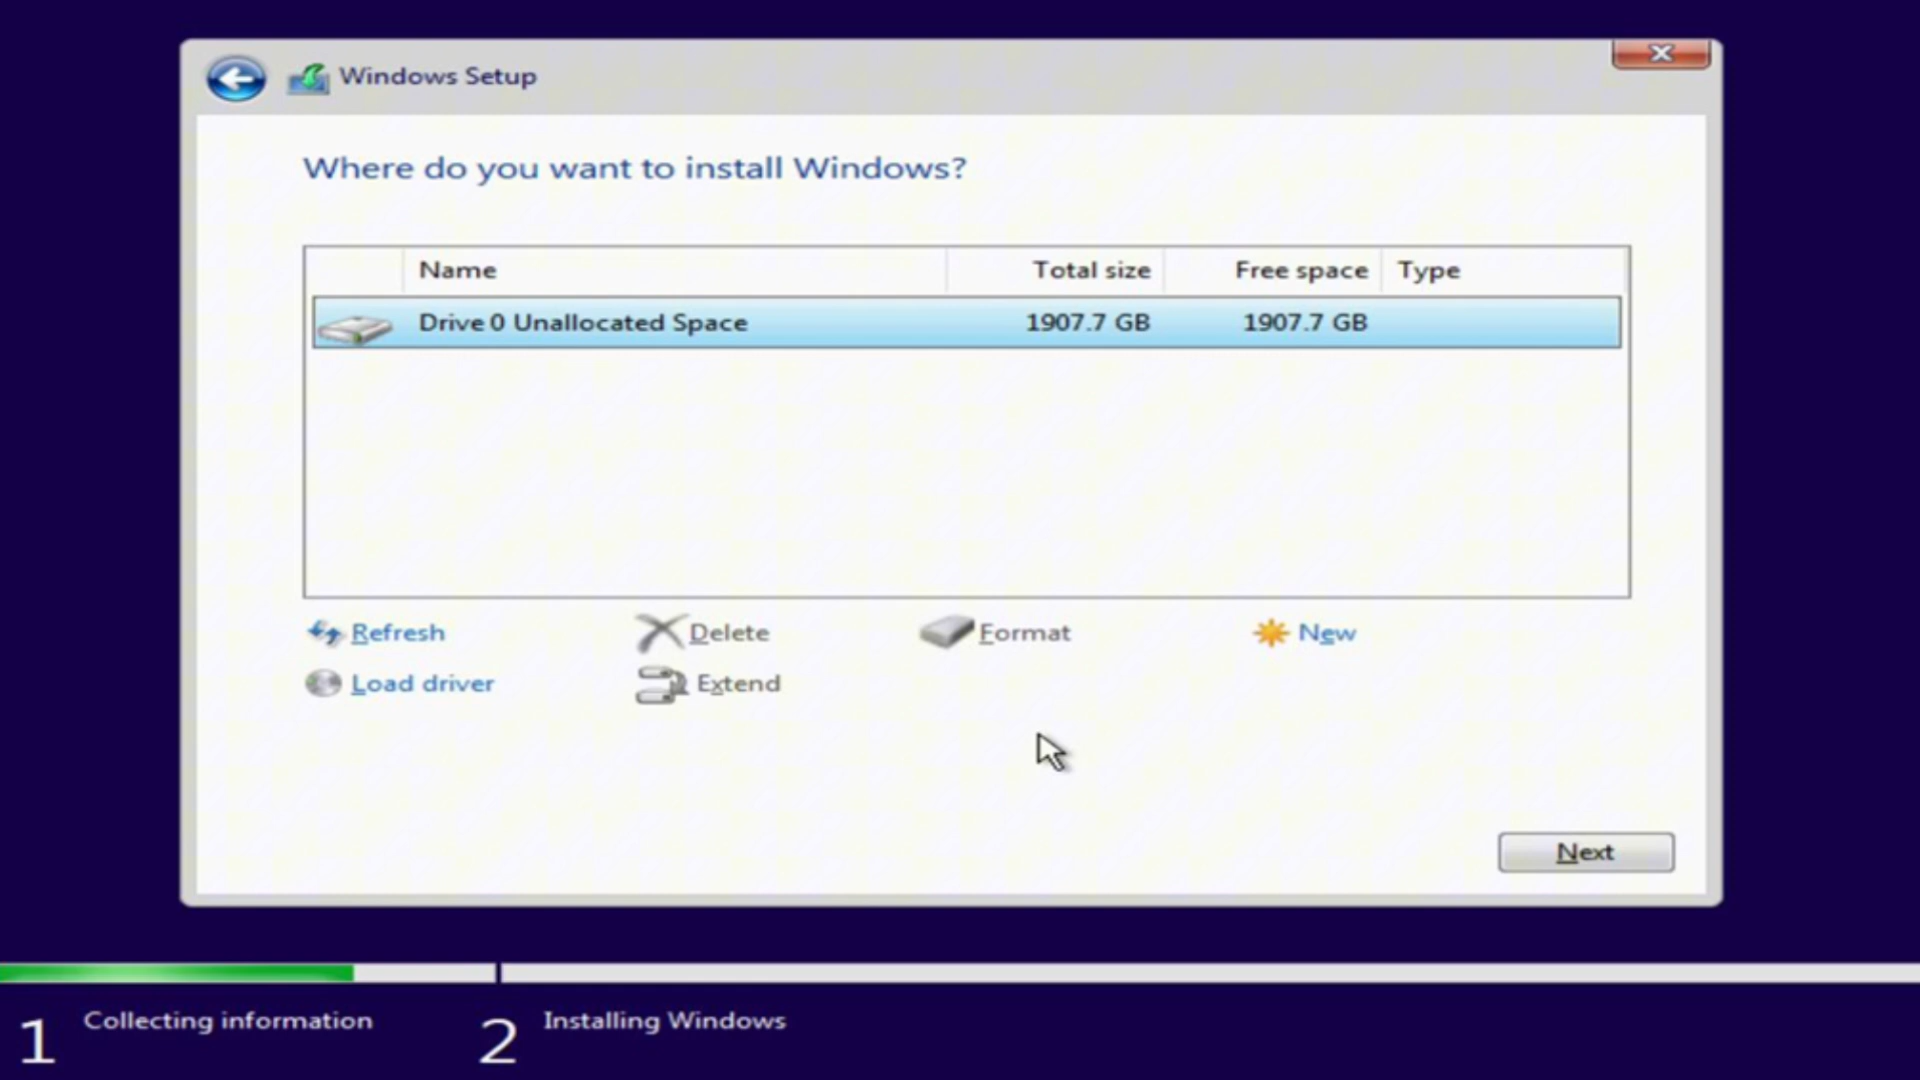 Windows Setup
Where do you want to install Windows?
Name Total size Free space Type
Drive 0 Unallocated Space 1907.7 GB 1907.7 GB
Refresh Delete Format New
Load driver Extend
Next
1 Collecting information 2 Installing Windows